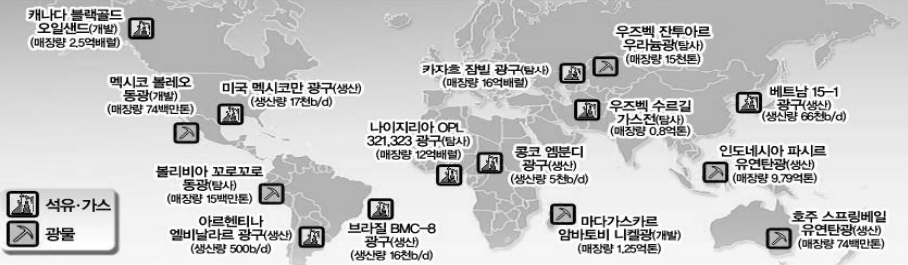 캐나다 블랙골드
오일샌드(개발)
(매장량 2.5억배럴)
멕시코 볼레오
동광(개발)
(매장량 74백만톤)
미국 멕시코만 광구(생산)
(생산량 17천b/d)
볼리비아 꼬로꼬로
동광(탐사)
(매장량 15백만톤)
아르헨티나
엘비날라르 광구(생산)
(생산량 500b/d)
브라질 BMC-8
광구(생산)
(생산량 16천b/d)
나이지리아 OPL
321,323 광구(탐사)
(매장량 12억배럴)
콩코 엠분디
광구(생산)
(생산량 5천b/d)
카자흐 잠빌 광구(탐사)
(매장량 16억배럴)
우즈벡 잔투아르
우라늄광(탐사)
(매장량 15천톤)
우즈벡 수르길
가스전(탐사)
(매장량 0.8억톤)
베트남 15-1
광구(생산)
(생산량 66천b/d)
인도네시아 파시르
유연탄광(생산)
(매장량 9.79억톤)
마다가스카르
암바토비 니켈광(개발)
(매장량 1.25억톤)
호주 스프링베일
유연탄광(생산)
(매장량 74백만톤)
석유·가스
광물